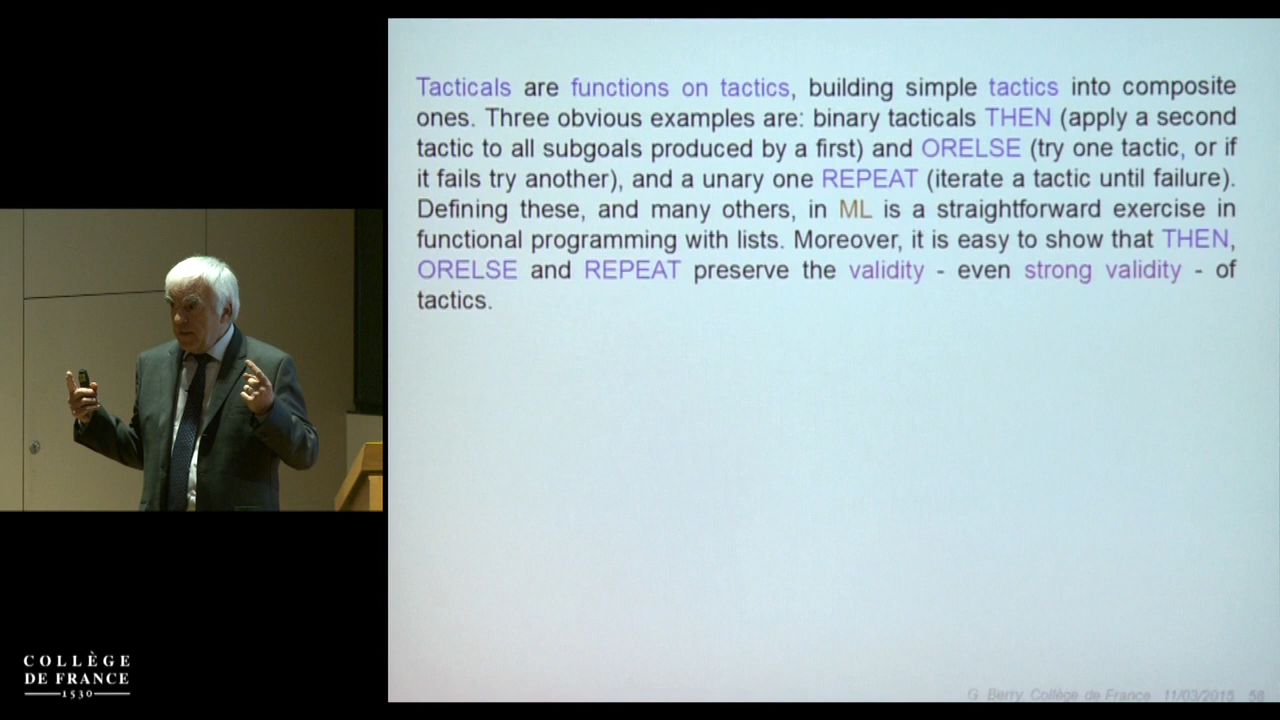 Tacticals are functions on tactics, building simple tactics into composite
ones. Three obvious examples are: binary tacticals THEN (apply a second
tactic to all subgoals produced by a first) and ORELSE (try one tactic, or if
it fails try another), and a unary one REPEAT (iterate a tactic until failure).
Defining these, and many others, in ML is a straightforward exercise in
functional programming with lists. Moreover, it is easy to show that THEN,
ORELSE and REPEAT preserve the validity - even strong validity - of
tactics.
COLLÈGE
DE FRANCE
1530
G. Berry, Collège de France 11/03/2015 58